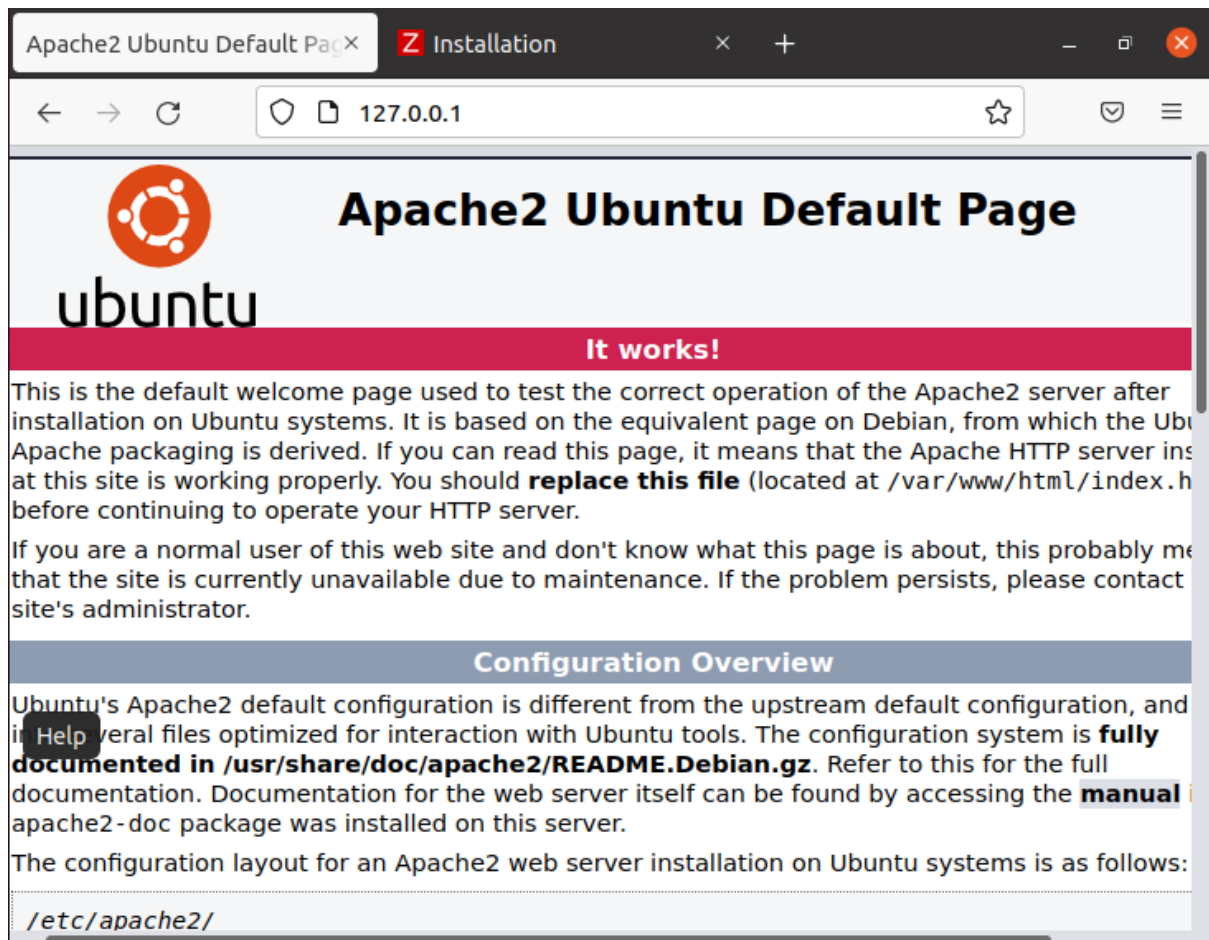 Apache2 Ubuntu Default Pag
Z Installation
127.0.0.1
ubuntu
Apache2 Ubuntu Default Page
It works!
This is the default welcome page used to test the correct operation of the Apache2 server after
installation on Ubuntu systems. It is based on the equivalent page on Debian, from which the
Apache packaging is derived. If you can read this page, it means that the Apache HTTP server
at this site is working properly. You should replace this file (located at /var/www/html/index.h
before continuing to operate your HTTP server.
If you are a normal user of this web site and don't know what this page is about, this probably
that the site is currently unavailable due to maintenance. If the problem persists, please contact
site's administrator.
Configuration Overview
Ubuntu's Apache2 default configuration is different from the upstream default configuration, and
Help
several files optimized for interaction with Ubuntu tools. The configuration system is fully
documented in /usr/share/doc/apache2/README.Debian.gz. Refer to this for the full
documentation. Documentation for the web server itself can be found by accessing the manual
apache2-doc package was installed on this server.
The configuration layout for an Apache2 web server installation on Ubuntu systems is as follows:
/etc/apache2/